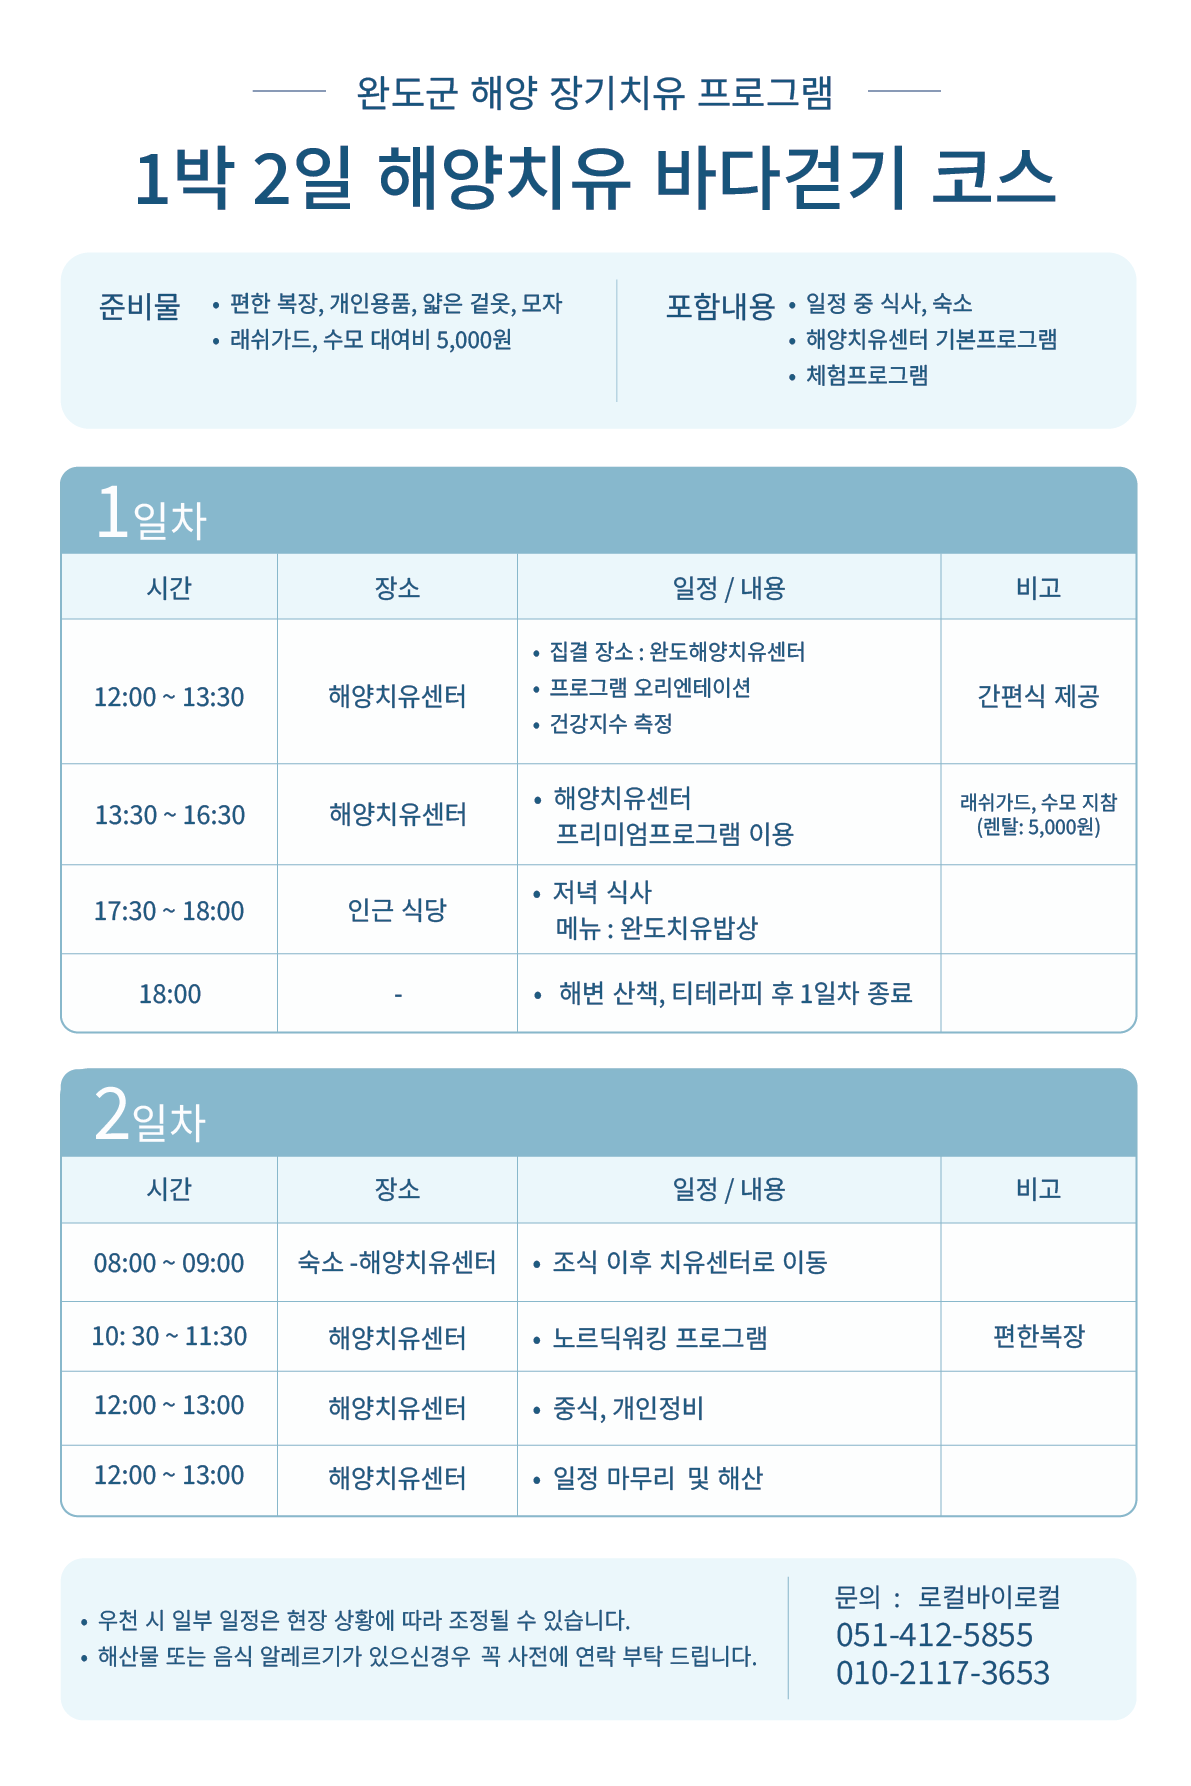 완도군 해양 장기치유 프로그램
1박 2일 해양치유 바다걷기 코스
준비물
• 편한 복장, 개인용품, 얇은 겉옷, 모자
• 래쉬가드, 수모 대여비 5,000원
포함내용
• 일정 중 식사, 숙소
• 해양치유센터 기본프로그램
• 체험프로그램
1일차
시간 장소 일정 / 내용 비고
12:00 ~ 13:30 해양치유센터
• 집결 장소 : 완도해양치유센터
• 프로그램 오리엔테이션
• 건강지수 측정
간편식 제공
13:30 ~ 16:30 해양치유센터
• 해양치유센터
프리미엄프로그램 이용
래쉬가드, 수모 지참
(렌탈: 5,000원)
17:30 ~ 18:00 인근 식당
• 저녁 식사
메뉴 : 완도치유밥상
18:00 - • 해변 산책, 티테라피 후 1일차 종료
2일차
시간 장소 일정 / 내용 비고
08:00 ~ 09:00 숙소 -해양치유센터 • 조식 이후 치유센터로 이동
10: 30 ~ 11:30 해양치유센터 • 노르딕워킹 프로그램 편한복장
12:00 ~ 13:00 해양치유센터 • 중식, 개인정비
12:00 ~ 13:00 해양치유센터 • 일정 마무리 및 해산
• 우천 시 일부 일정은 현장 상황에 따라 조정될 수 있습니다.
• 해산물 또는 음식 알레르기가 있으신경우 꼭 사전에 연락 부탁 드립니다.
문의 : 로컬바이로컬
051-412-5855
010-2117-3653